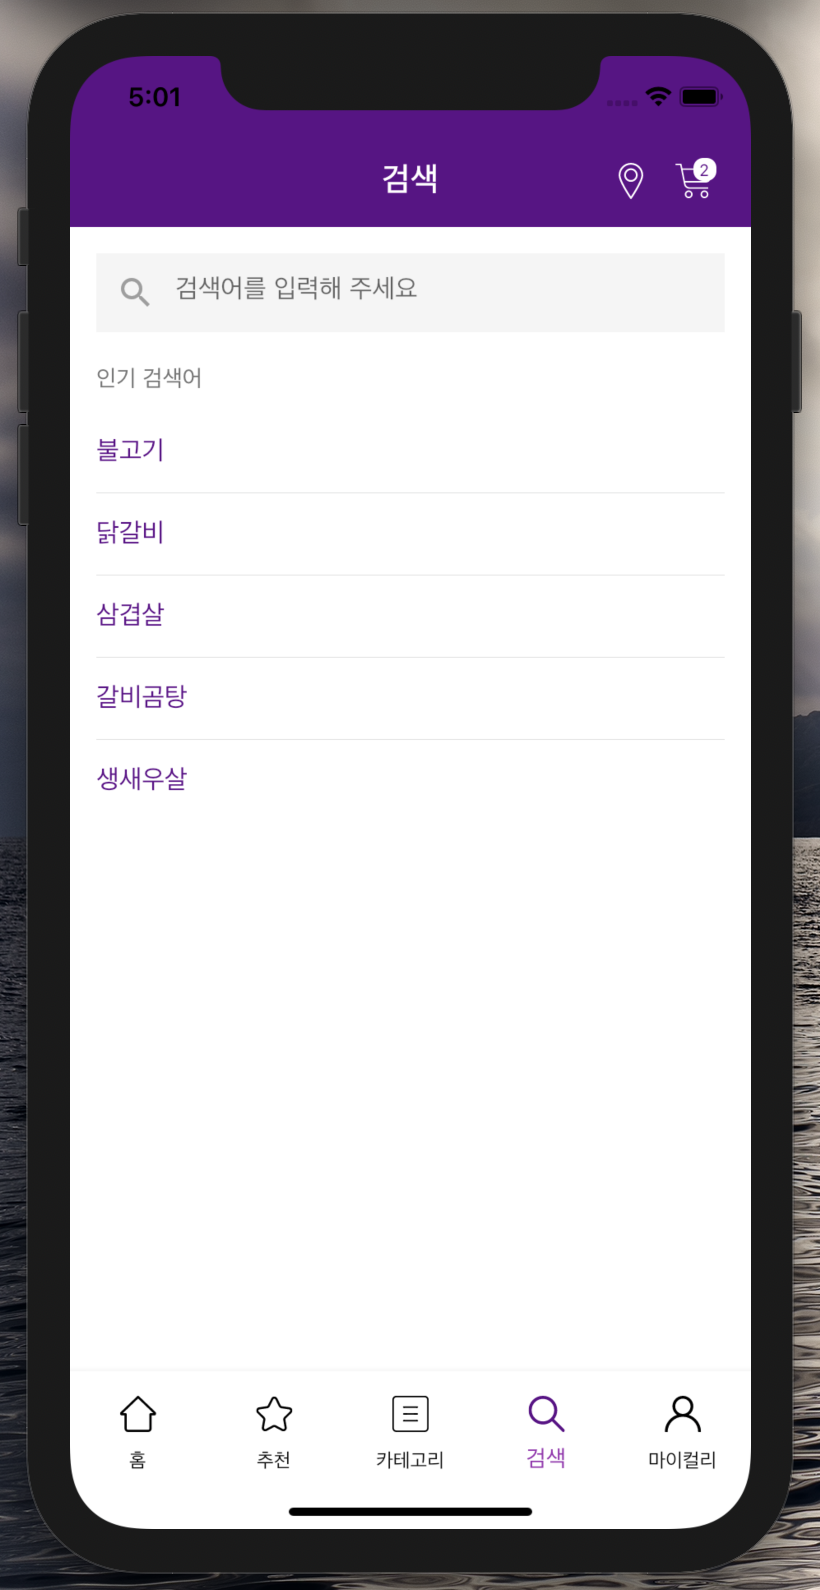 5:01
검색
2
검색어를 입력해 주세요
인기 검색어
불고기
닭갈비
삼겹살
갈비곰탕
생새우살
홈 추천 카테고리 검색 마이컬리